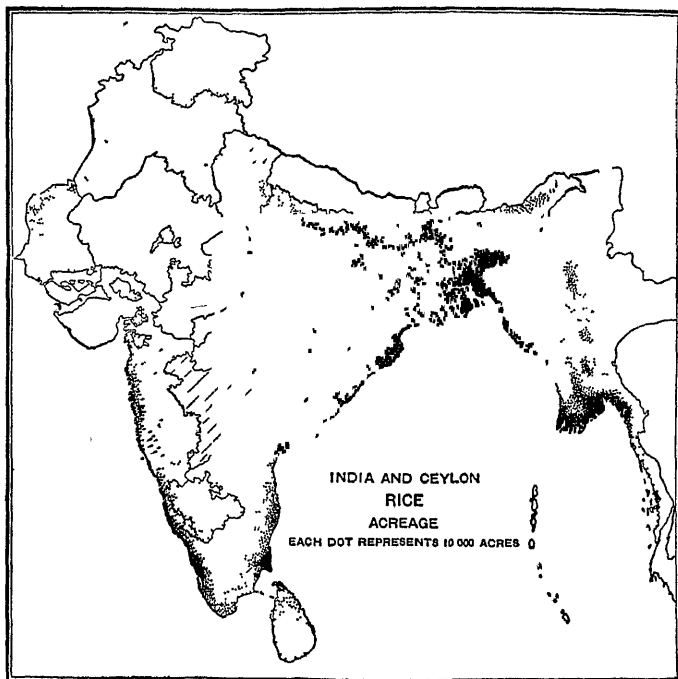 INDIA AND CEYLON
RICE
ACREAGE
EACH DOT REPRESENTS 10 000 ACRES